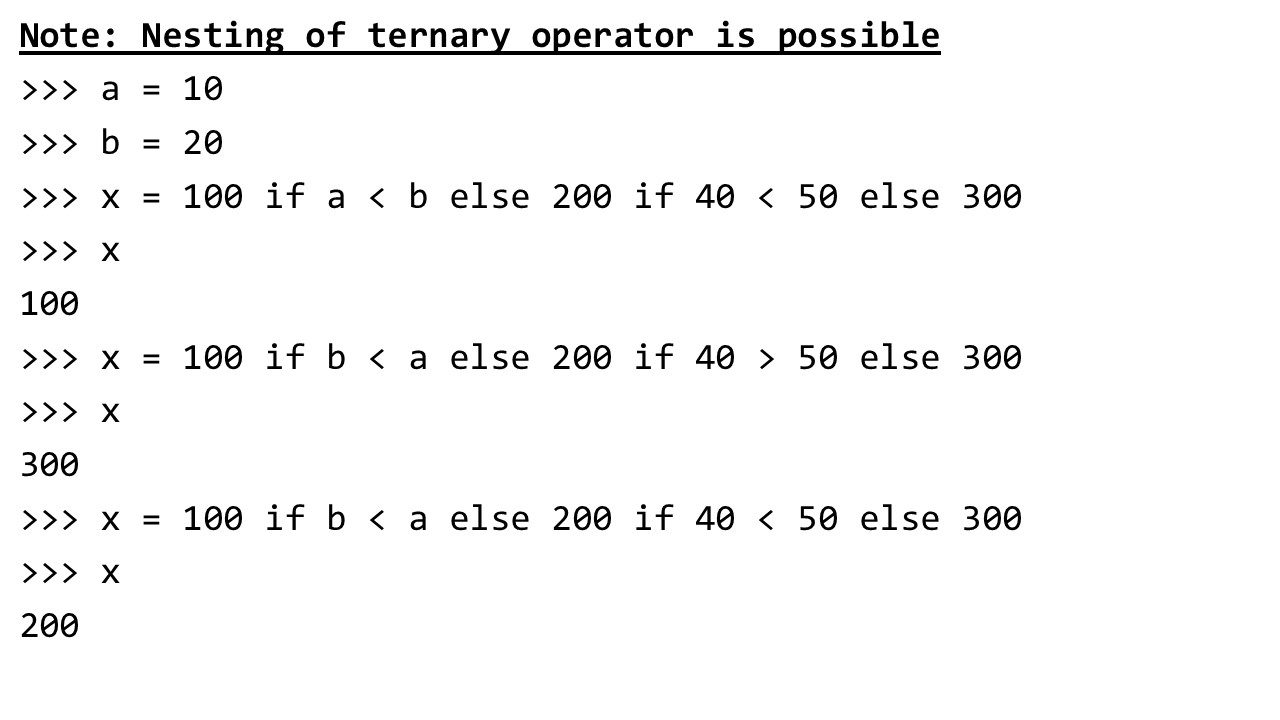 Note: Nesting of ternary operator is possible
>>> a = 10
>>> b = 20
>>> x = 100 if a < b else 200 if 40 < 50 else 300
>>> x
100
>>> x = 100 if b < a else 200 if 40 > 50 else 300
>>> x
300
>>> x = 100 if b < a else 200 if 40 < 50 else 300
>>> x
200